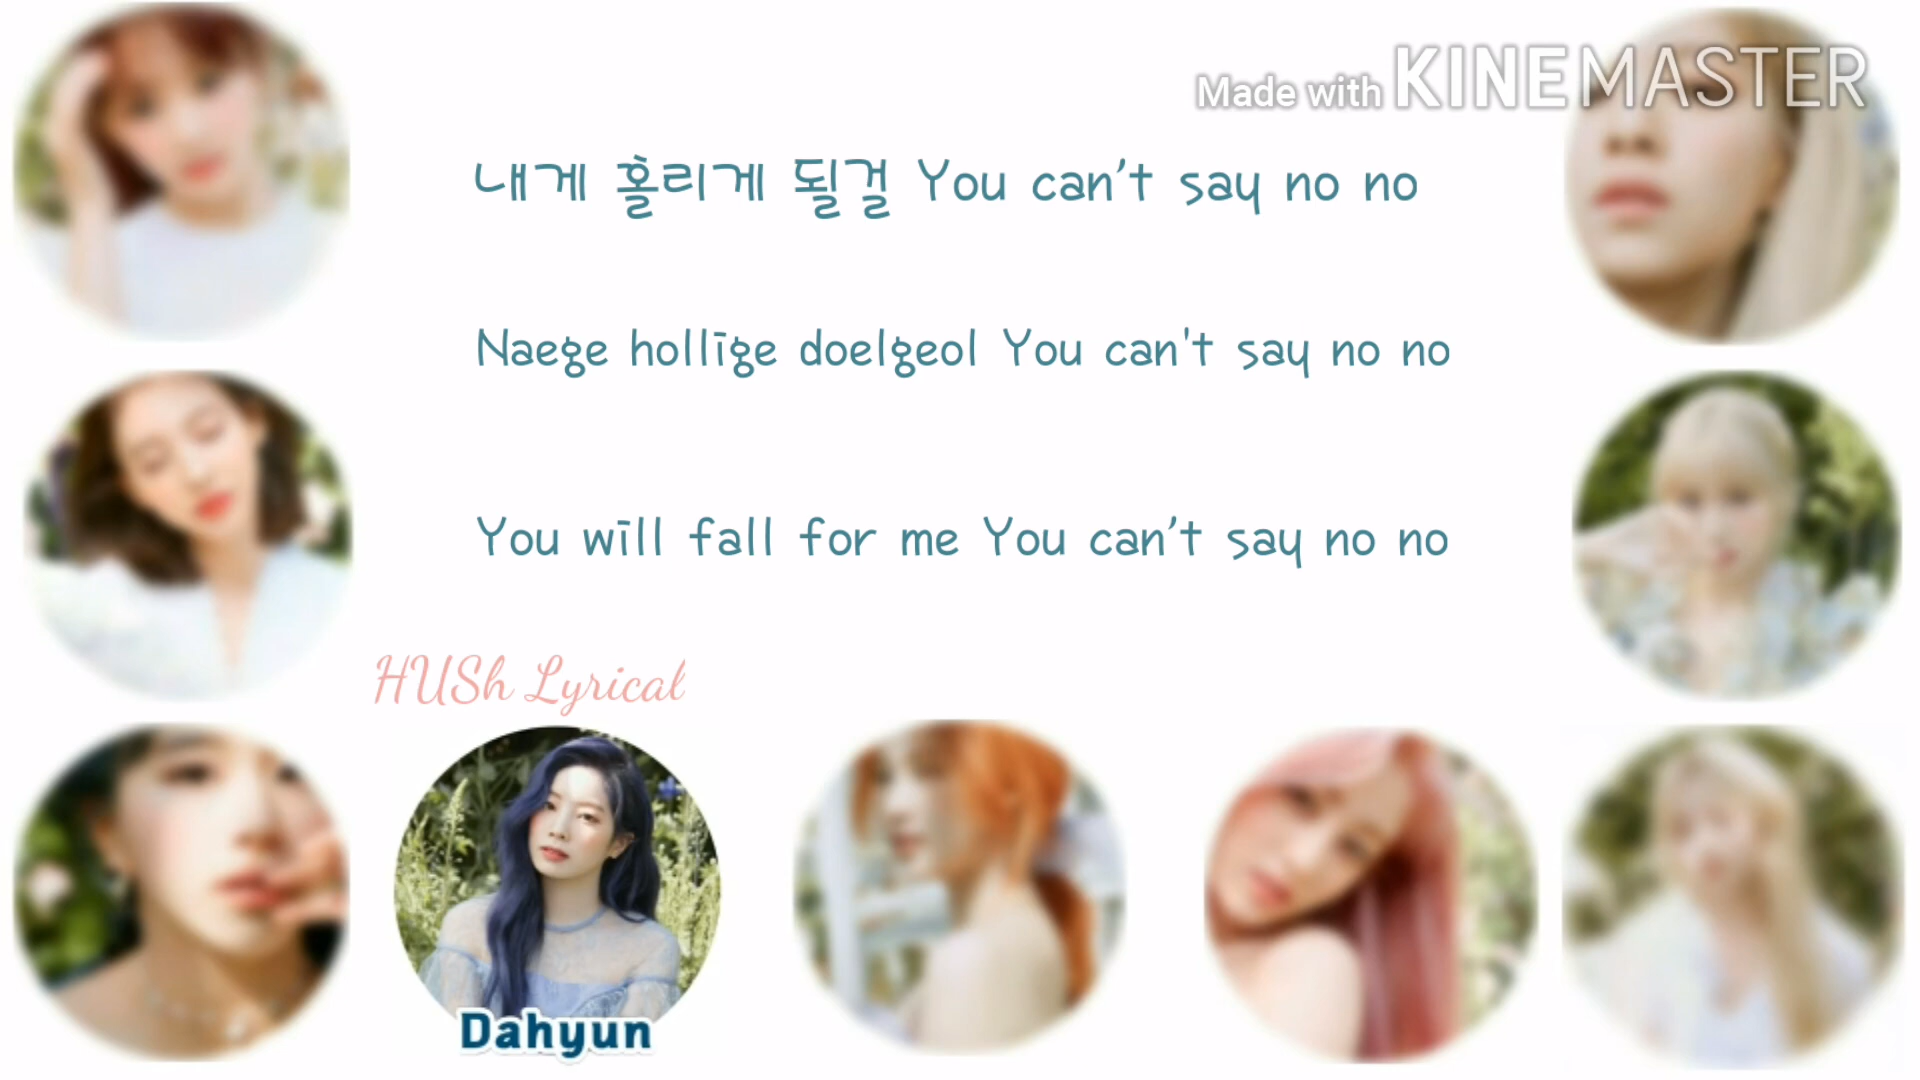 Made with KINEMASTER
내게 홀리게 될걸 You can't say no no
Naege hollige doelgeol You can't say no no
You will fall for me You can't say no no
HUSh Lyrical
Dahyun